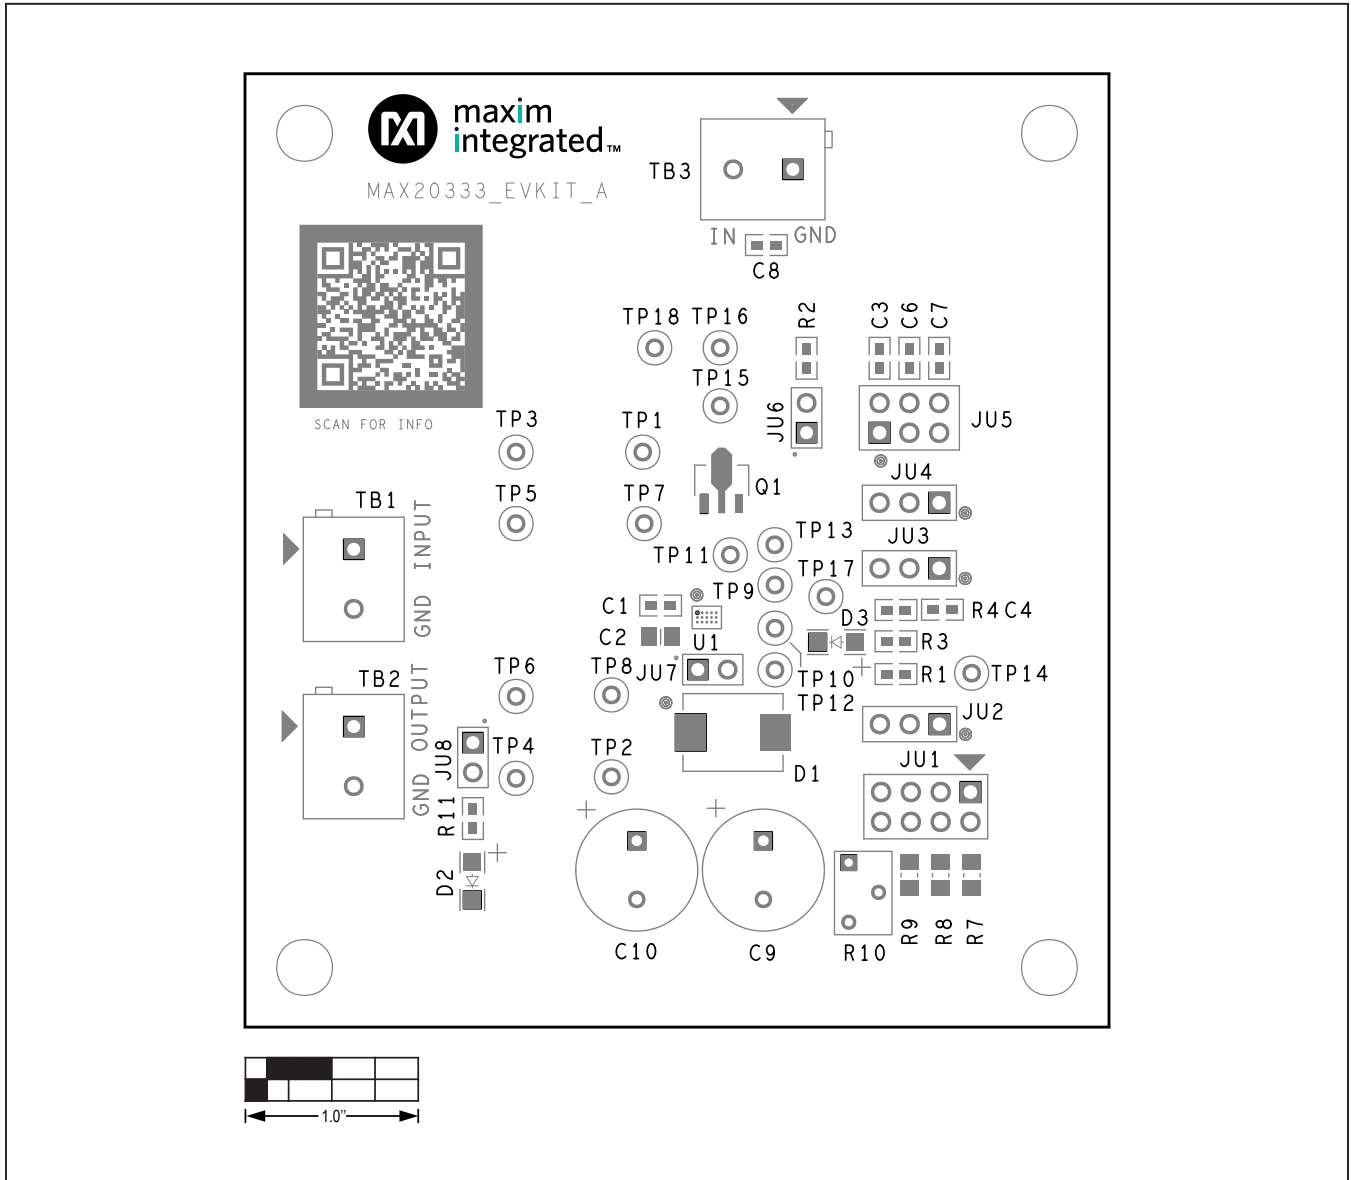 maxim
integrated™
MAX20333_EVKIT_A
TB3
IN
GND
C8
SCAN FOR INFO
TP18
TP16
R2
C3
C6
C7
TP15
JU6
JU5
TP3
TP1
Q1
JU4
TB1
TP5
TP7
INPUT
GND
TP13
JU3
TP11
TP17
TP9
C1
D3
R4
C4
C2
U1
R3
TP6
TP8
JU7
TP10
R1
TP14
TB2
OUTPUT
GND
TP12
JU2
JU8
TP4
TP2
D1
JU1
R11
D2
C10
C9
R10
R9
R8
R7
1.0”